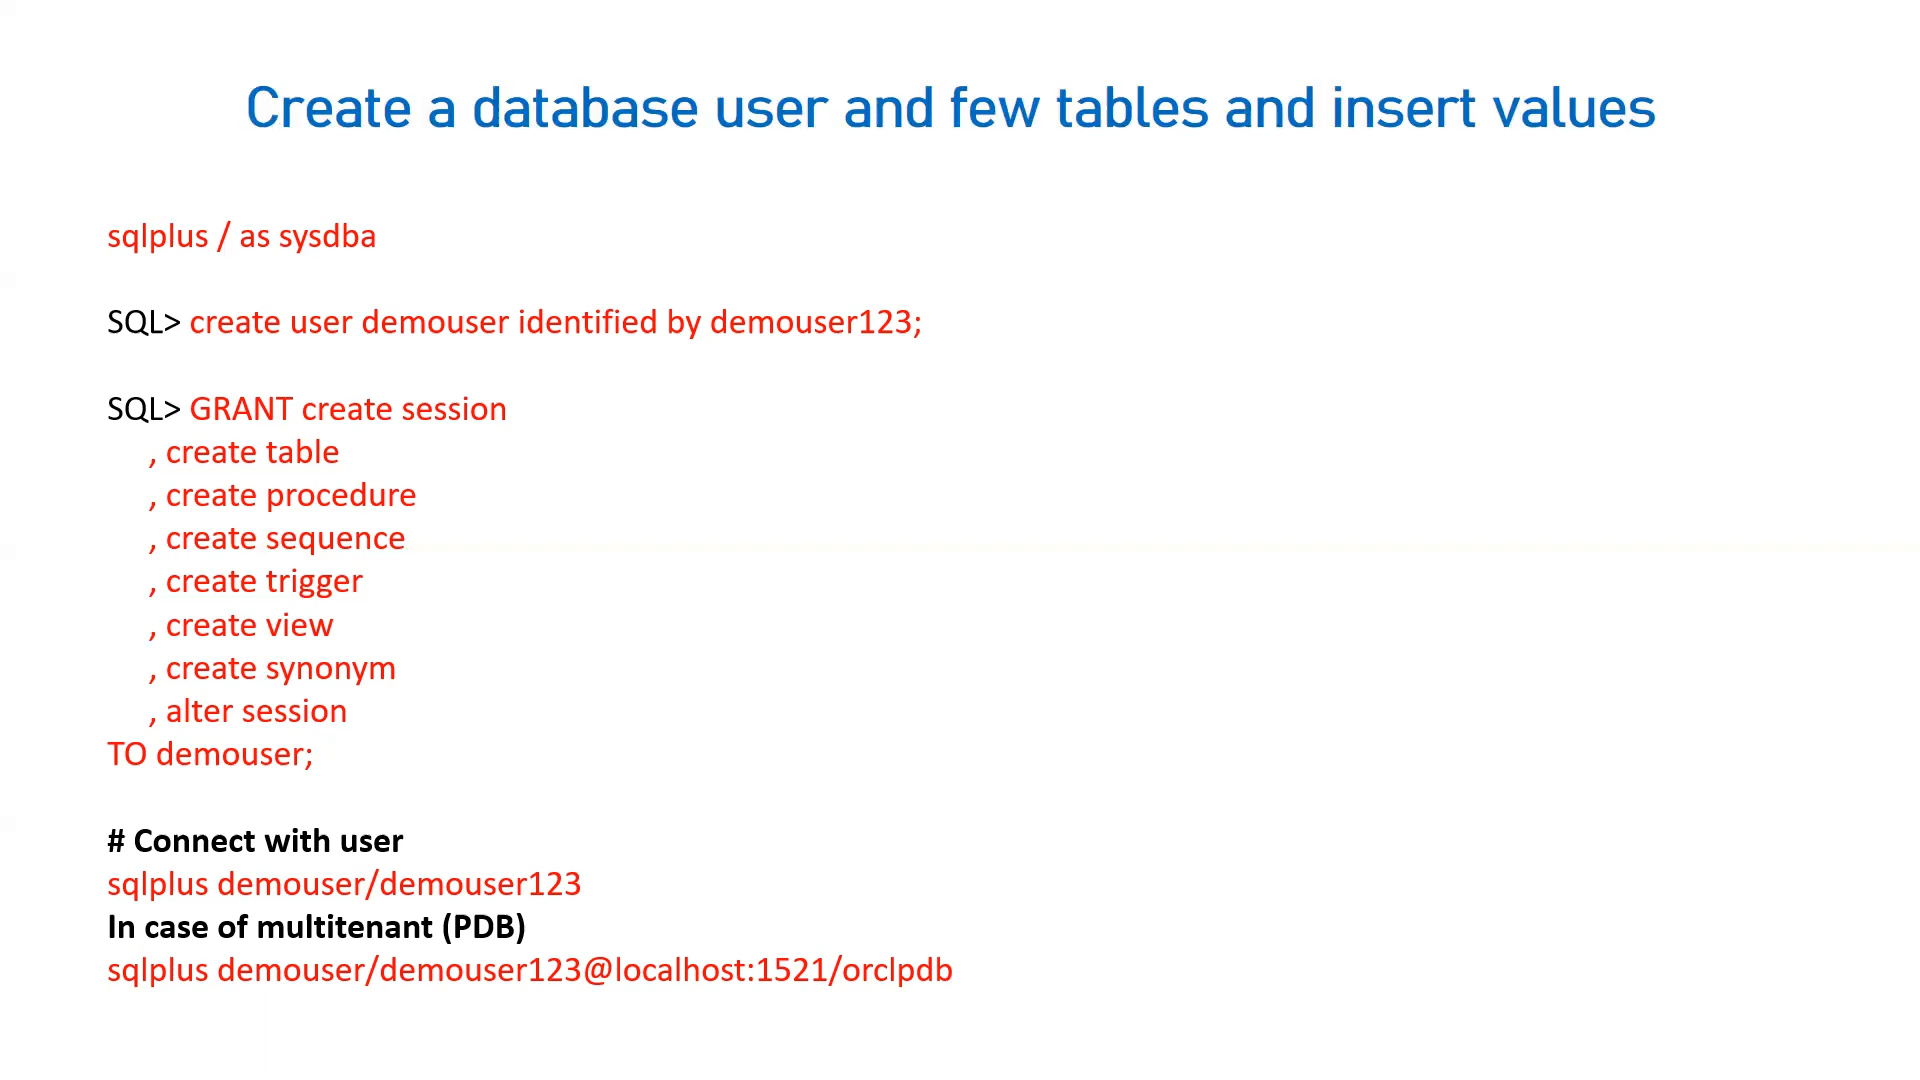 Create a database user and few tables and insert values
sqlplus / as sysdba
SQL> create user demouser identified by demouser123;
SQL> GRANT create session
, create table
, create procedure
, create sequence
, create trigger
, create view
, create synonym
, alter session
TO demouser;
# Connect with user
sqlplus demouser/demouser123
In case of multitenant (PDB)
sqlplus demouser/demouser123@localhost:1521/orclpdb